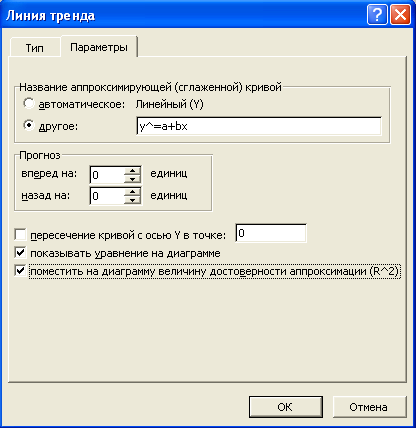 Линия тренда
Тип Параметры
Название аппроксимирующей (сглаженной) кривой
автоматическое: Линейный (Y)
другое: y^=a+bx
Прогноз
вперед на: 0 единиц
назад на: 0 единиц
пересечение кривой с осью Y в точке: 0
показывать уравнение на диаграмме
поместить на диаграмму величину достоверности аппроксимации (R^2)
ОК Отмена